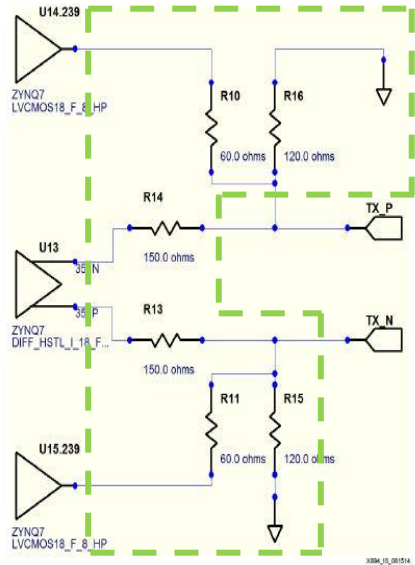 U14.239
ZYNQ7
LVCMOS18_F_8_HP
R10
60.0 ohms
R16
120.0 ohms
R14
150.0 ohms
TX_P
U13
35_N
35_P
ZYNQ7
DIFF_HSTL_I_18_F...
R13
150.0 ohms
TX_N
R11
60.0 ohms
R15
120.0 ohms
U15.239
ZYNQ7
LVCMOS18_F_8_HP
X894_10_081514